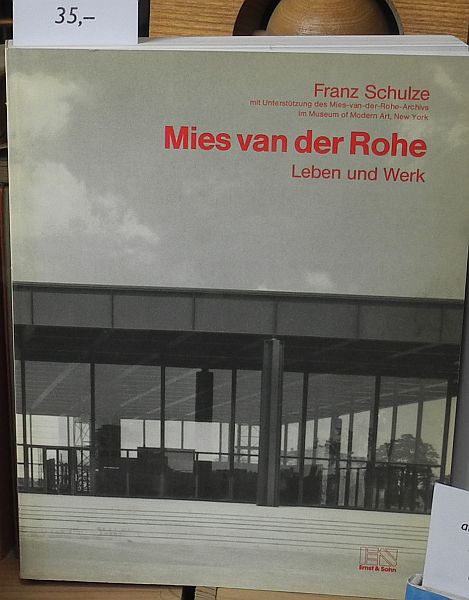 35,–
Franz Schulze
mit Unterstützung des Mies-van-der-Rohe-Archivs
im Museum of Modern Art, New York
Mies van der Rohe
Leben und Werk
Ernst & Sohn